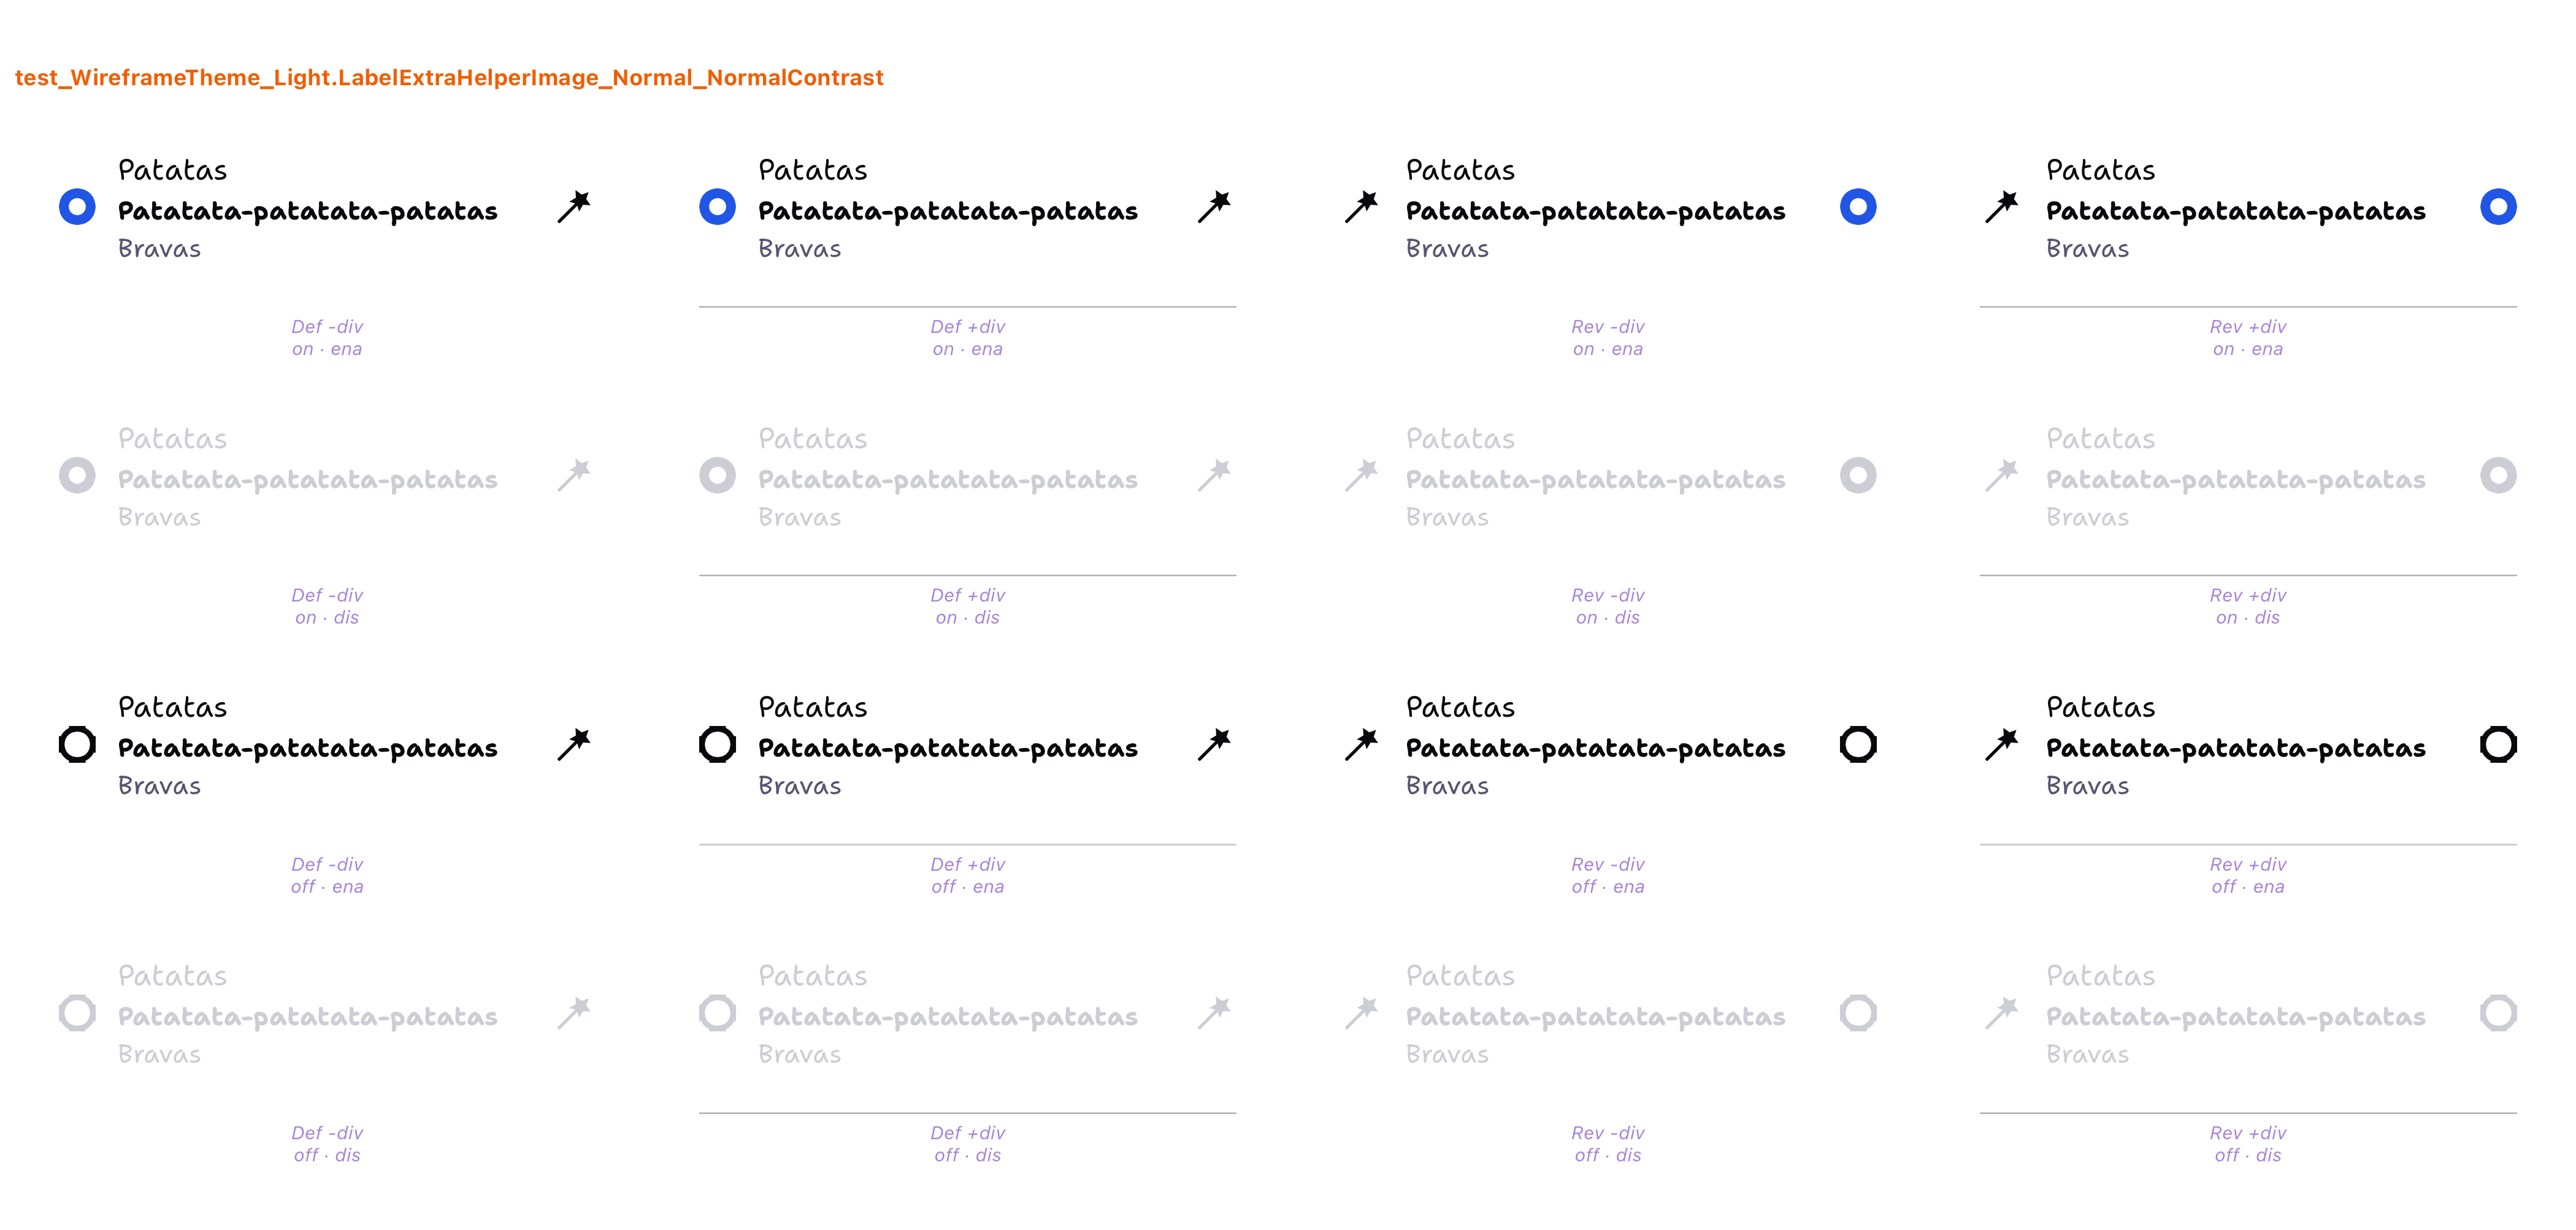 test_WireframeTheme_Light.LabelExtraHelperImage_Normal_NormalContrast
Patatas
Patatata-patatata-patatas
Bravas
Def -div
on · ena
Patatas
Patatata-patatata-patatas
Bravas
Def +div
on · ena
Patatas
Patatata-patatata-patatas
Bravas
Rev -div
on · ena
Patatas
Patatata-patatata-patatas
Bravas
Rev +div
on · ena
Patatas
Patatata-patatata-patatas
Bravas
Def -div
on · dis
Patatas
Patatata-patatata-patatas
Bravas
Def +div
on · dis
Patatas
Patatata-patatata-patatas
Bravas
Rev -div
on · dis
Patatas
Patatata-patatata-patatas
Bravas
Rev +div
on · dis
Patatas
Patatata-patatata-patatas
Bravas
Def -div
off · ena
Patatas
Patatata-patatata-patatas
Bravas
Def +div
off · ena
Patatas
Patatata-patatata-patatas
Bravas
Rev -div
off · ena
Patatas
Patatata-patatata-patatas
Bravas
Rev +div
off · ena
Patatas
Patatata-patatata-patatas
Bravas
Def -div
off · dis
Patatas
Patatata-patatata-patatas
Bravas
Def +div
off · dis
Patatas
Patatata-patatata-patatas
Bravas
Rev -div
off · dis
Patatas
Patatata-patatata-patatas
Bravas
Rev +div
off · dis